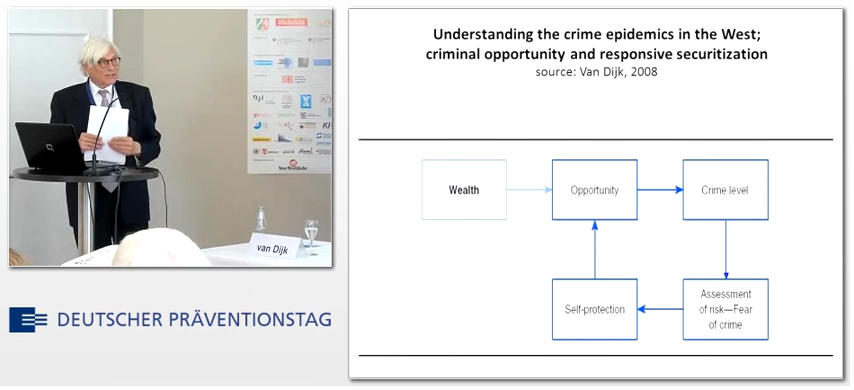 Understanding the crime epidemics in the West;
criminal opportunity and responsive securitization
source: Van Dijk, 2008
Wealth
Opportunity
Crime level
Self-protection
Assessment
of risk—Fear
of crime
van Dijk
DEUTSCHER PRÄVENTIONSTAG